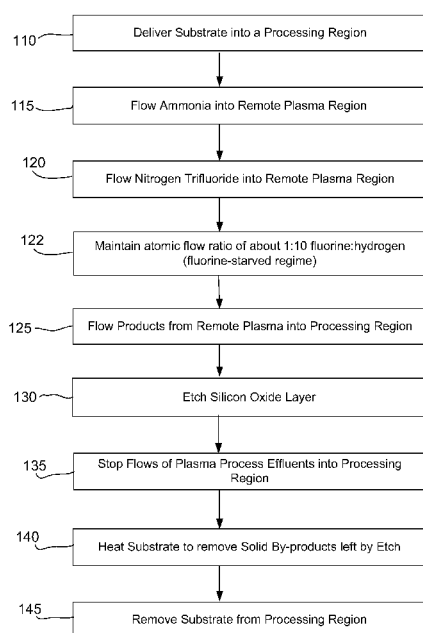 110
Deliver Substrate into a Processing Region
115
Flow Ammonia into Remote Plasma Region
120
Flow Nitrogen Trifluoride into Remote Plasma Region
122
Maintain atomic flow ratio of about 1:10 fluorine:hydrogen
(fluorine-starved regime)
125
Flow Products from Remote Plasma into Processing Region
130
Etch Silicon Oxide Layer
135
Stop Flows of Plasma Process Effluents into Processing
Region
140
Heat Substrate to remove Solid By-products left by Etch
145
Remove Substrate from Processing Region